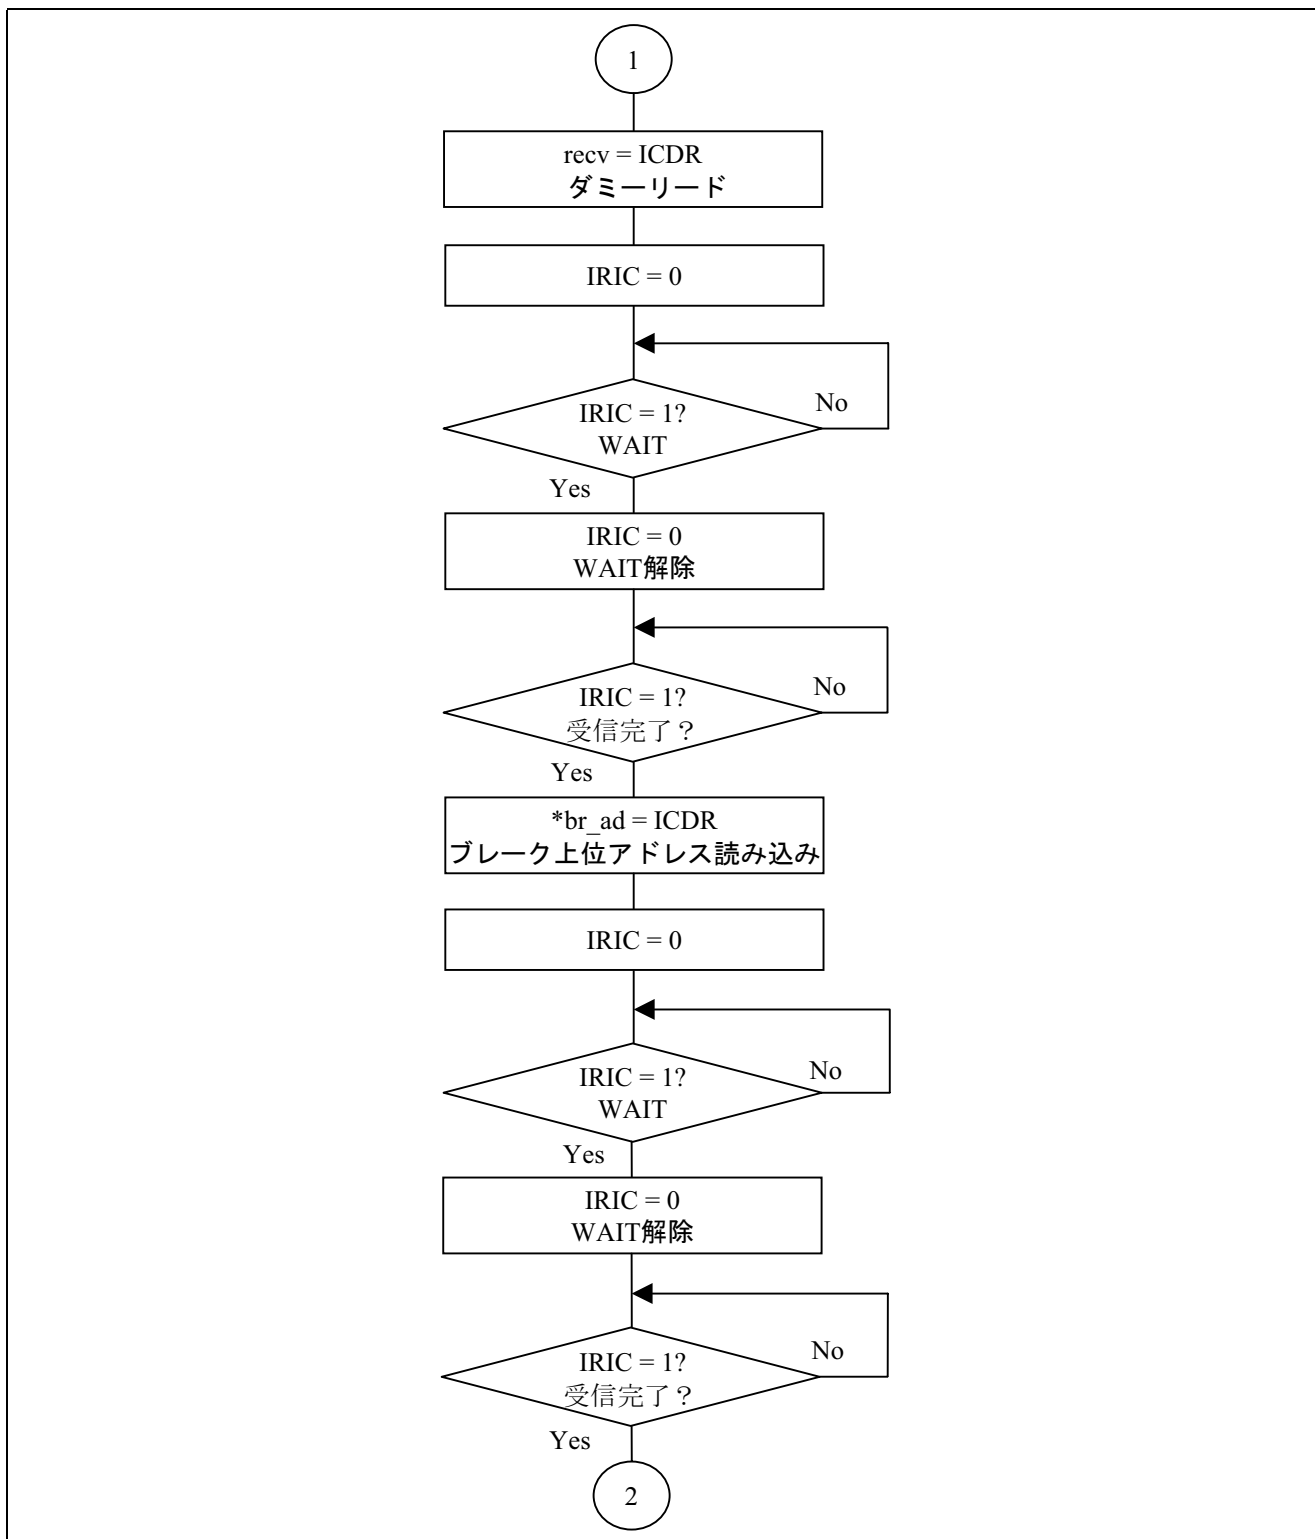 1
recv = ICDR
ダミーリード
IRIC = 0
IRIC = 1?
WAIT
No
Yes
IRIC = 0
WAIT解除
IRIC = 1?
受信完了？
No
Yes
*br_ad = ICDR
ブレーク上位アドレス読み込み
IRIC = 0
IRIC = 1?
WAIT
No
Yes
IRIC = 0
WAIT解除
IRIC = 1?
受信完了？
No
Yes
2